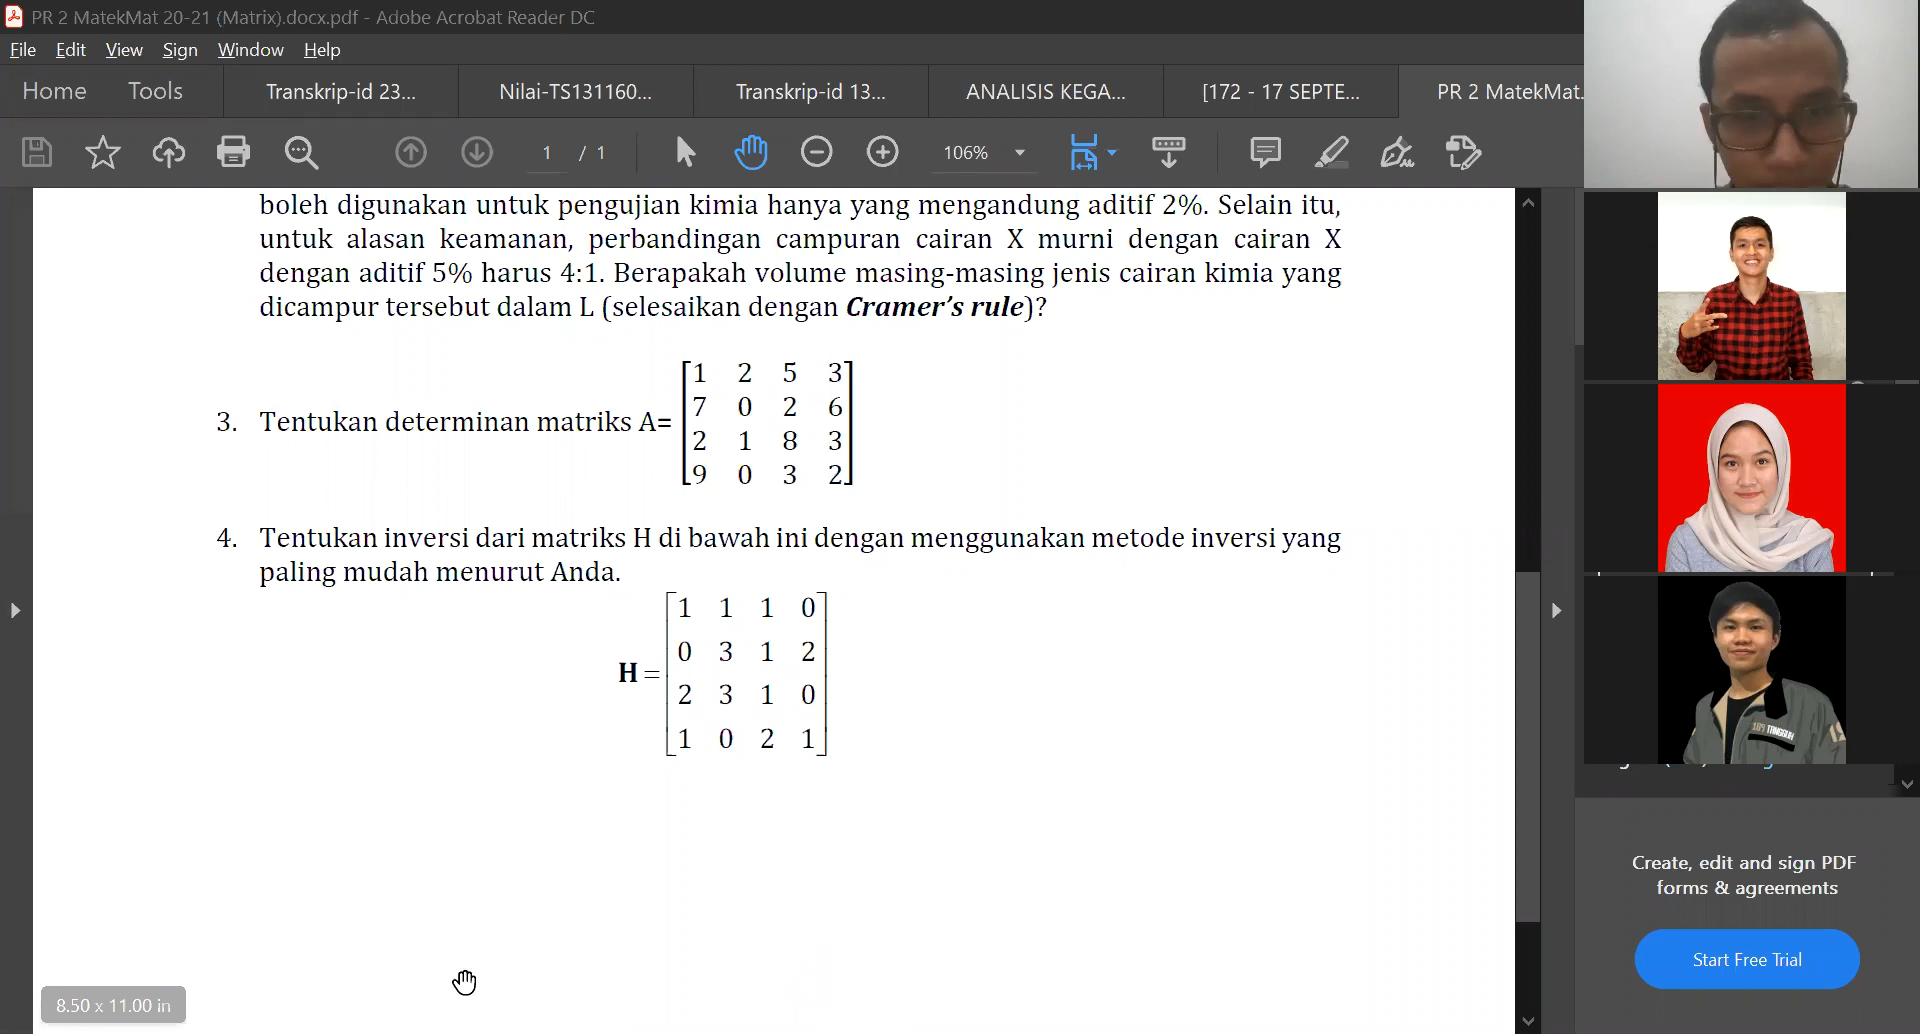 PR 2 MatekMat 20-21 (Matrix).docx.pdf - Adobe Acrobat Reader DC
File Edit View Sign Window Help
Home Tools Transkrip-id 23... Nilai-TS131160... Transkrip-id 13... ANALISIS KEGA... [172 - 17 SEPTE... PR 2 MatekMat.
1 / 1 106%
boleh digunakan untuk pengujian kimia hanya yang mengandung aditif 2%. Selain itu,
untuk alasan keamanan, perbandingan campuran cairan X murni dengan cairan X
dengan aditif 5% harus 4:1. Berapakah volume masing-masing jenis cairan kimia yang
dicampur tersebut dalam L (selesaikan dengan Cramer's rule)?
3. Tentukan determinan matriks A=
1 2 5 3
7 0 2 6
2 1 8 3
9 0 3 2
4. Tentukan inversi dari matriks H di bawah ini dengan menggunakan metode inversi yang
paling mudah menurut Anda.
H =
1 1 1 0
0 3 1 2
2 3 1 0
1 0 2 1
8.50 x 11.00 in
189 TANGGUH
Create, edit and sign PDF
forms & agreements
Start Free Trial